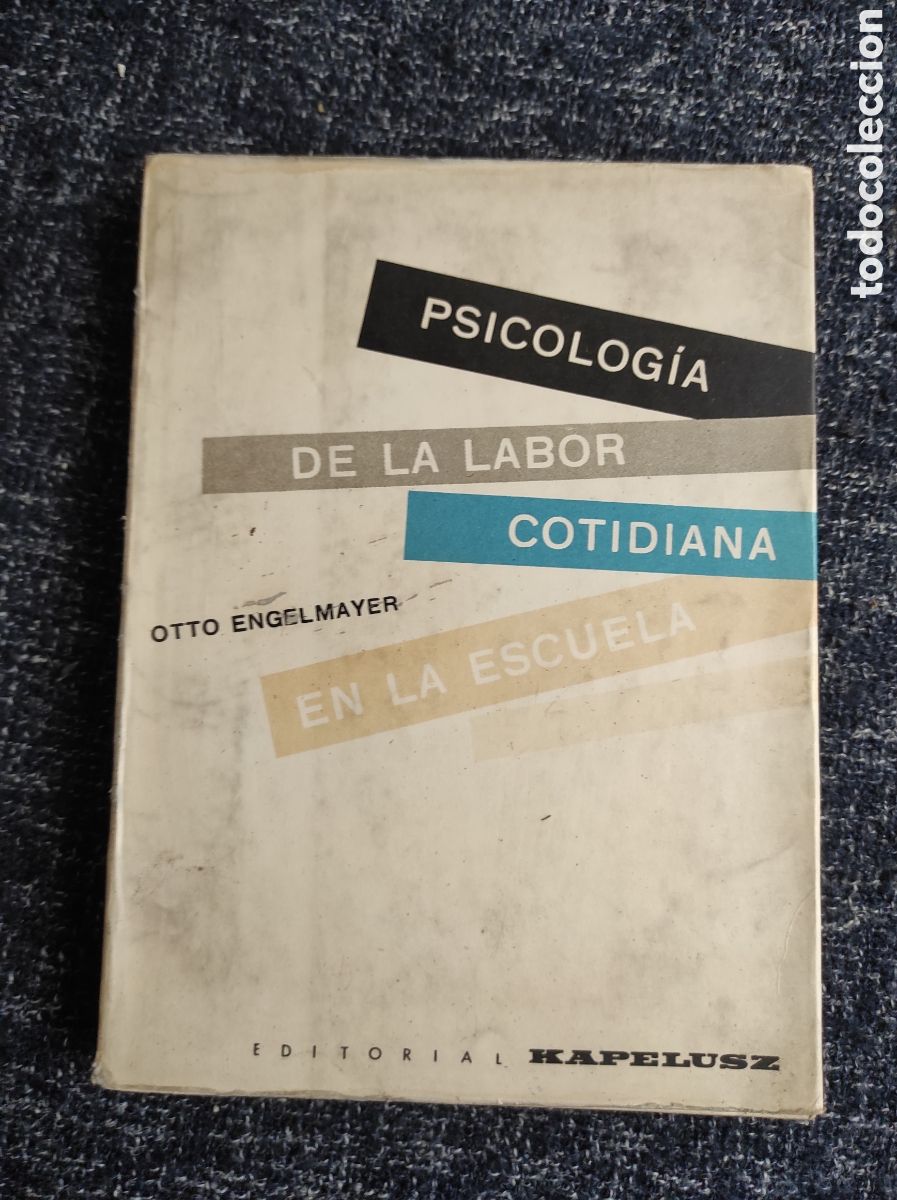 PSICOLOGÍA
DE LA LABOR
COTIDIANA
OTTO ENGELMAYER
EN LA ESCUELA
EDITORIAL KAPELUSZ
todocoleccion